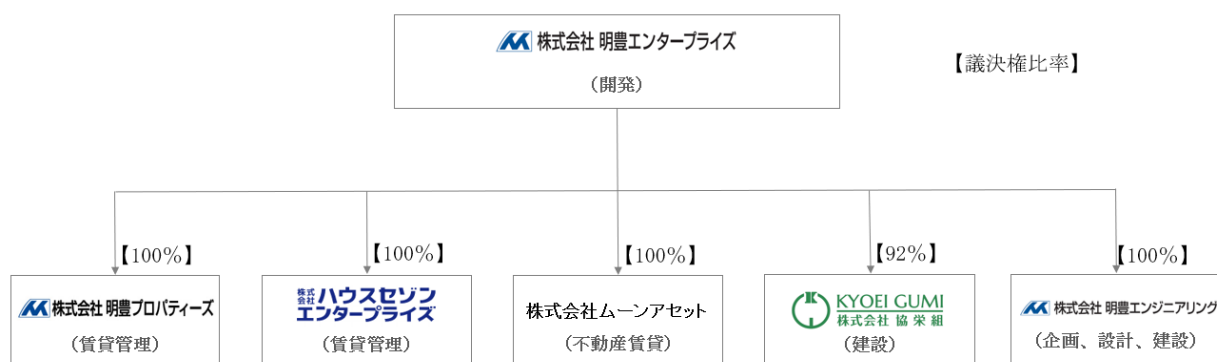 株式会社 明豊エンタープライズ
（開発）
【議決権比率】
【100％】
【100％】
【100％】
【92％】
【100％】
株式会社 明豊プロパティーズ
（賃貸管理）
株式会社 ハウスセゾン
エンタープライズ
（賃貸管理）
株式会社ムーンアセット
（不動産賃貸）
KYOEI GUMI
株式会社 協栄組
（建設）
株式会社 明豊エンジニアリング
（企画、設計、建設）